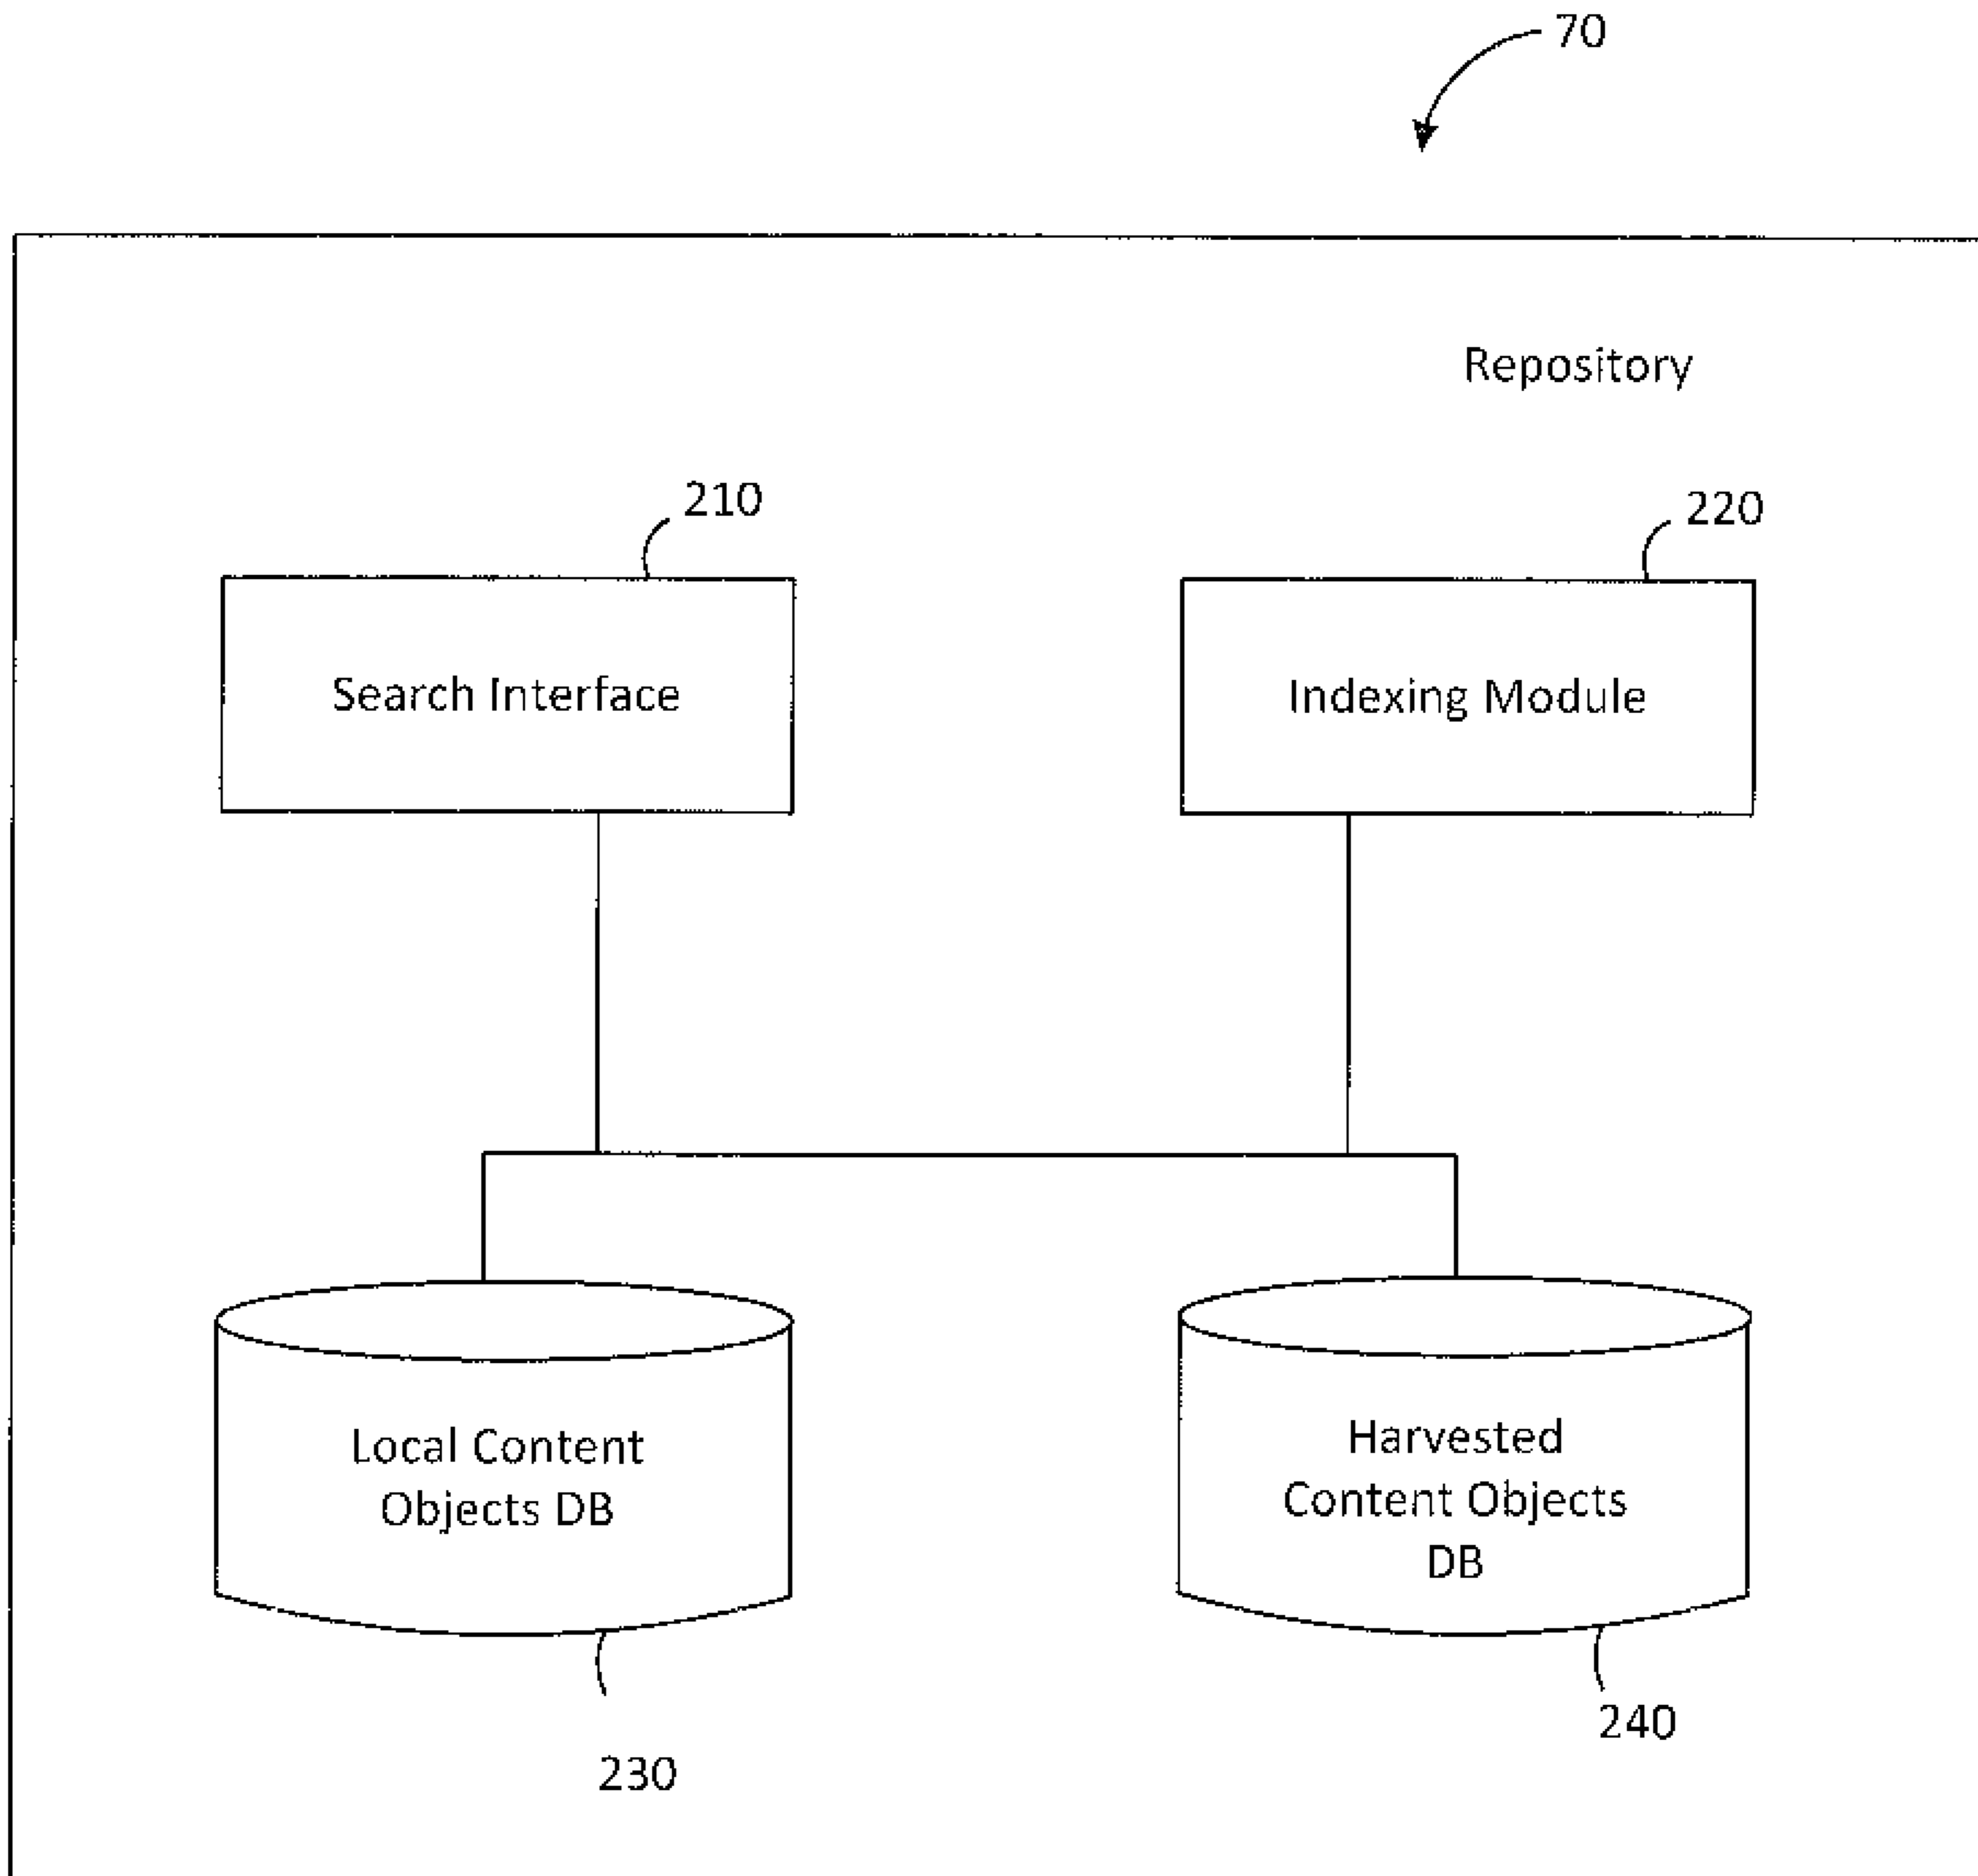 70
Repository
210
220
Search Interface
Indexing Module
Local Content
Objects DB
Harvested
Content Objects
DB
230
240